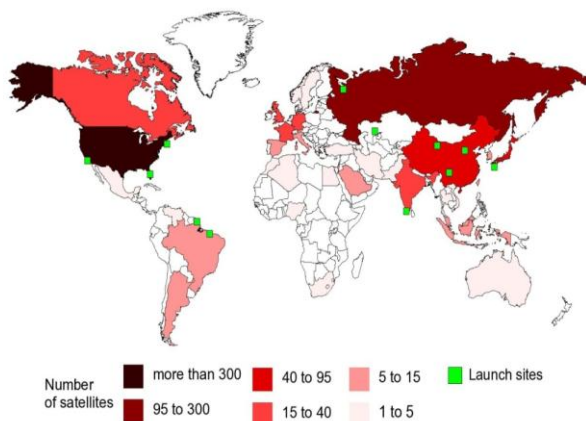 Number
of satellites
more than 300
40 to 95
5 to 15
Launch sites
95 to 300
15 to 40
1 to 5